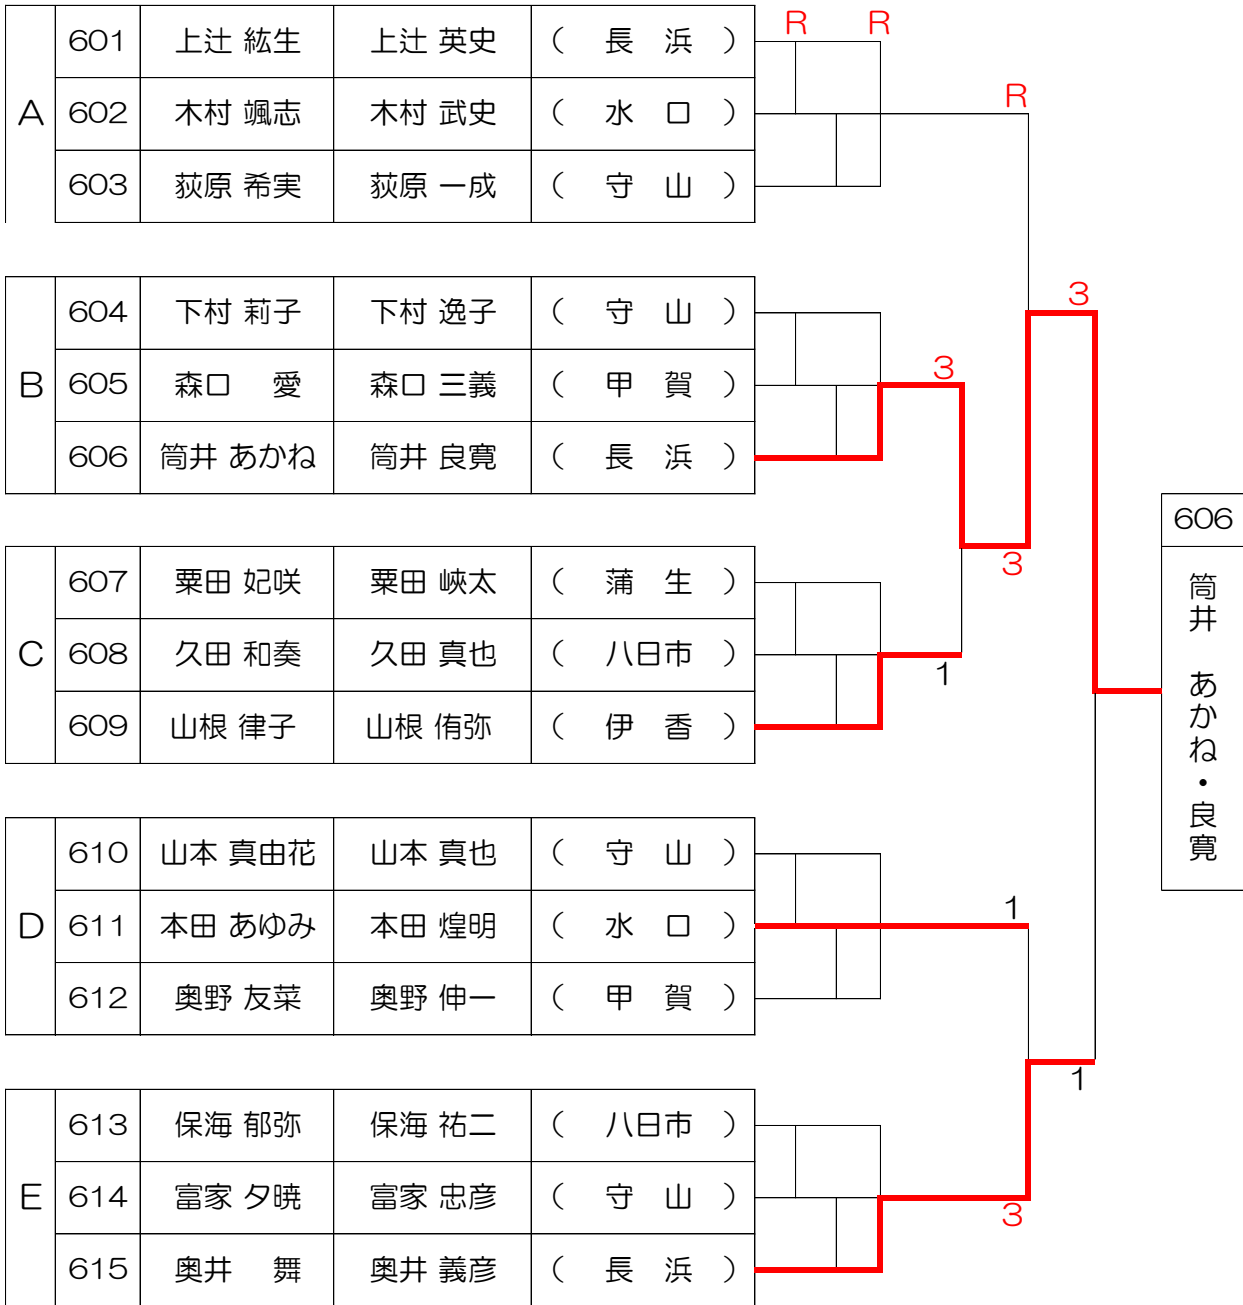 A
601 上辻 紘生 上辻 英史 （ 長 浜 ） R R
602 木村 颯志 木村 武史 （ 水 口 ） R
603 荻原 希実 荻原 一成 （ 守 山 ）
B
604 下村 莉子 下村 逸子 （ 守 山 ） 3
605 森口 愛 森口 三義 （ 甲 賀 ） 3
606 筒井 あかね 筒井 良寛 （ 長 浜 ）
C
607 粟田 妃咲 粟田 峽太 （ 蒲 生 ） 3
608 久田 和奏 久田 真也 （ 八日市 ） 1
609 山根 律子 山根 侑弥 （ 伊 香 ）
606
筒井 あかね・良寛
D
610 山本 真由花 山本 真也 （ 守 山 ）
611 本田 あゆみ 本田 煌明 （ 水 口 ） 1
612 奥野 友菜 奥野 伸一 （ 甲 賀 ）
1
E
613 保海 郁弥 保海 祐二 （ 八日市 ）
614 富家 夕暁 富家 忠彦 （ 守 山 ） 3
615 奥井 舞 奥井 義彦 （ 長 浜 ）